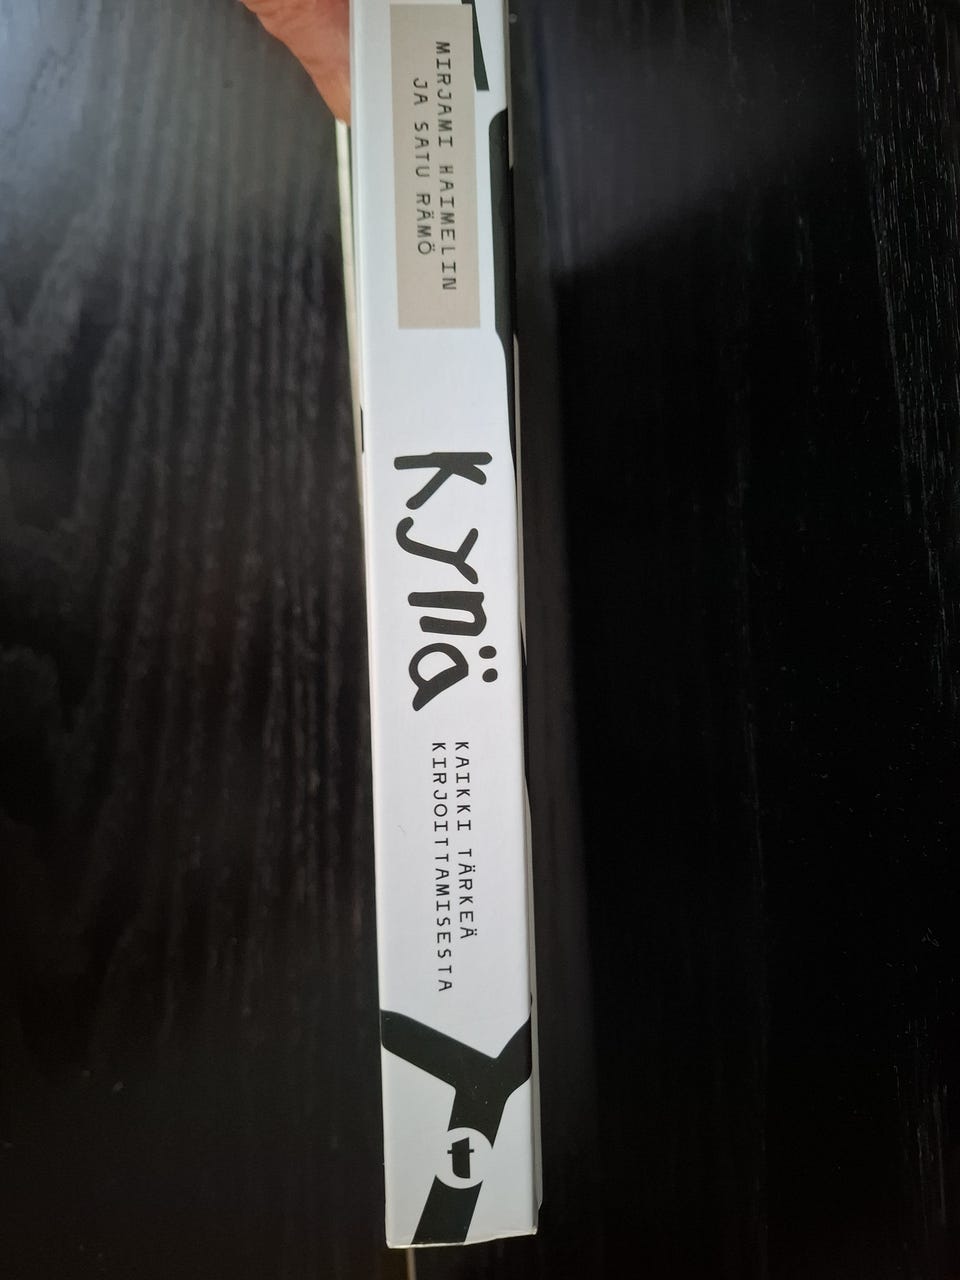 MIRJAMI HAIMELIN
JA SATU RÄMÖ
Kynä
KAIKKI TÄRKEÄ
KIRJOITTAMISESTA